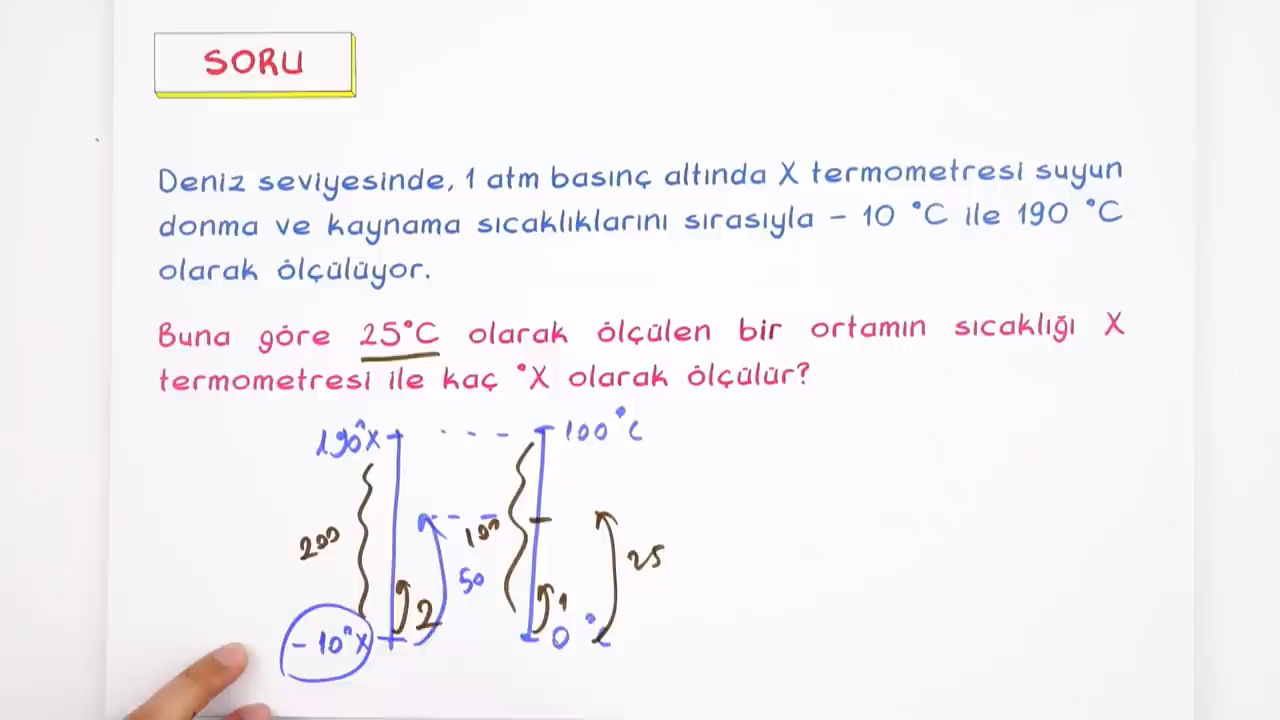 SORU
Deniz seviyesinde, 1 atm basınç altında X termometresi suyun
donma ve kaynama sıcaklıklarını sırasıyla – 10 °C ile 190 °C
olarak ölçülüyor.
Buna göre 25°C olarak ölçülen bir ortamın sıcaklığı X
termometresi ile kaç °X olarak ölçülür?
190°X - - - 100°C
200 100 25
50
2 1
-10°X 0 °C